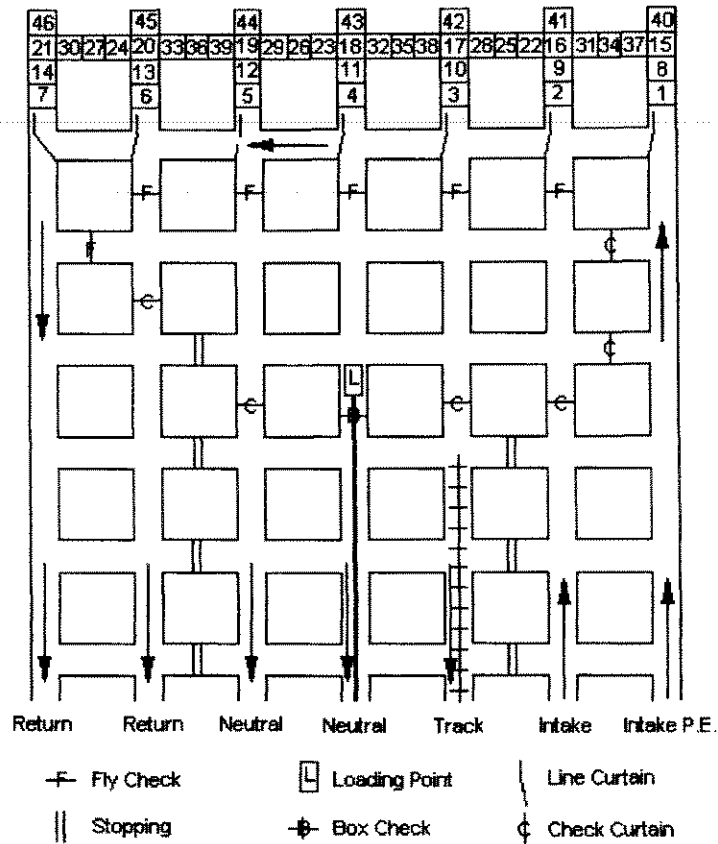 46 45 44 43 42 41 40
21 30 27 24 20 33 36 39 19 29 26 23 18 32 35 38 17 28 25 22 16 31 34 37 15
14 13 12 11 10 9 8
7 6 5 4 3 2 1
F F F F F
F C
C
C
L
C B C C
Return Return Neutral Neutral Track Intake Intake P.E.
F Fly Check L Loading Point Line Curtain
Stopping B Box Check C Check Curtain